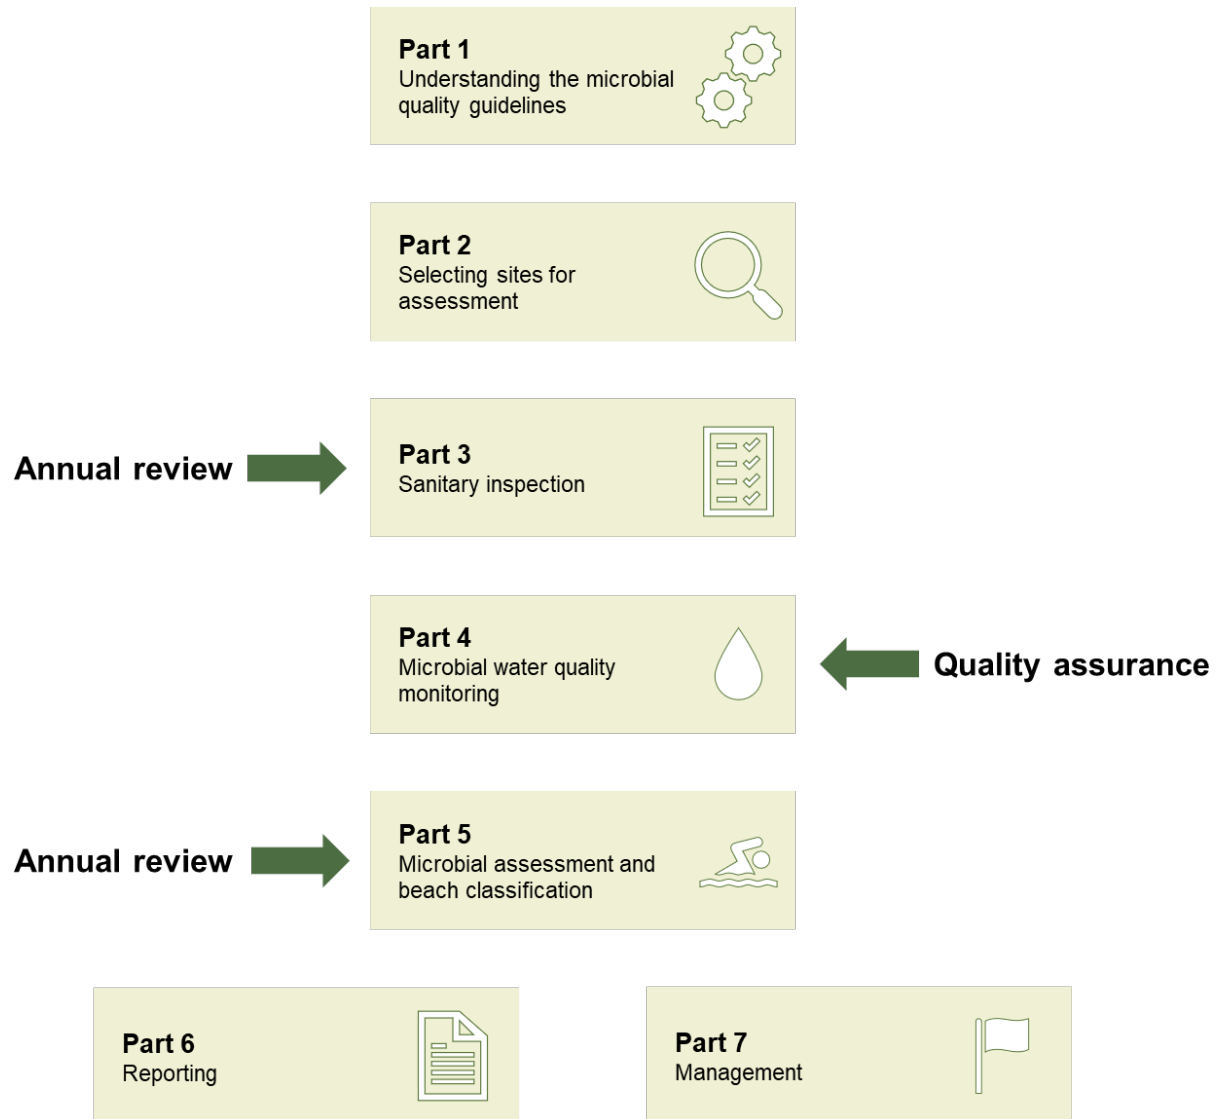 Part 1
Understanding the microbial
quality guidelines
Part 2
Selecting sites for
assessment
Annual review
Part 3
Sanitary inspection
Part 4
Microbial water quality
monitoring
Quality assurance
Annual review
Part 5
Microbial assessment and
beach classification
Part 6
Reporting
Part 7
Management